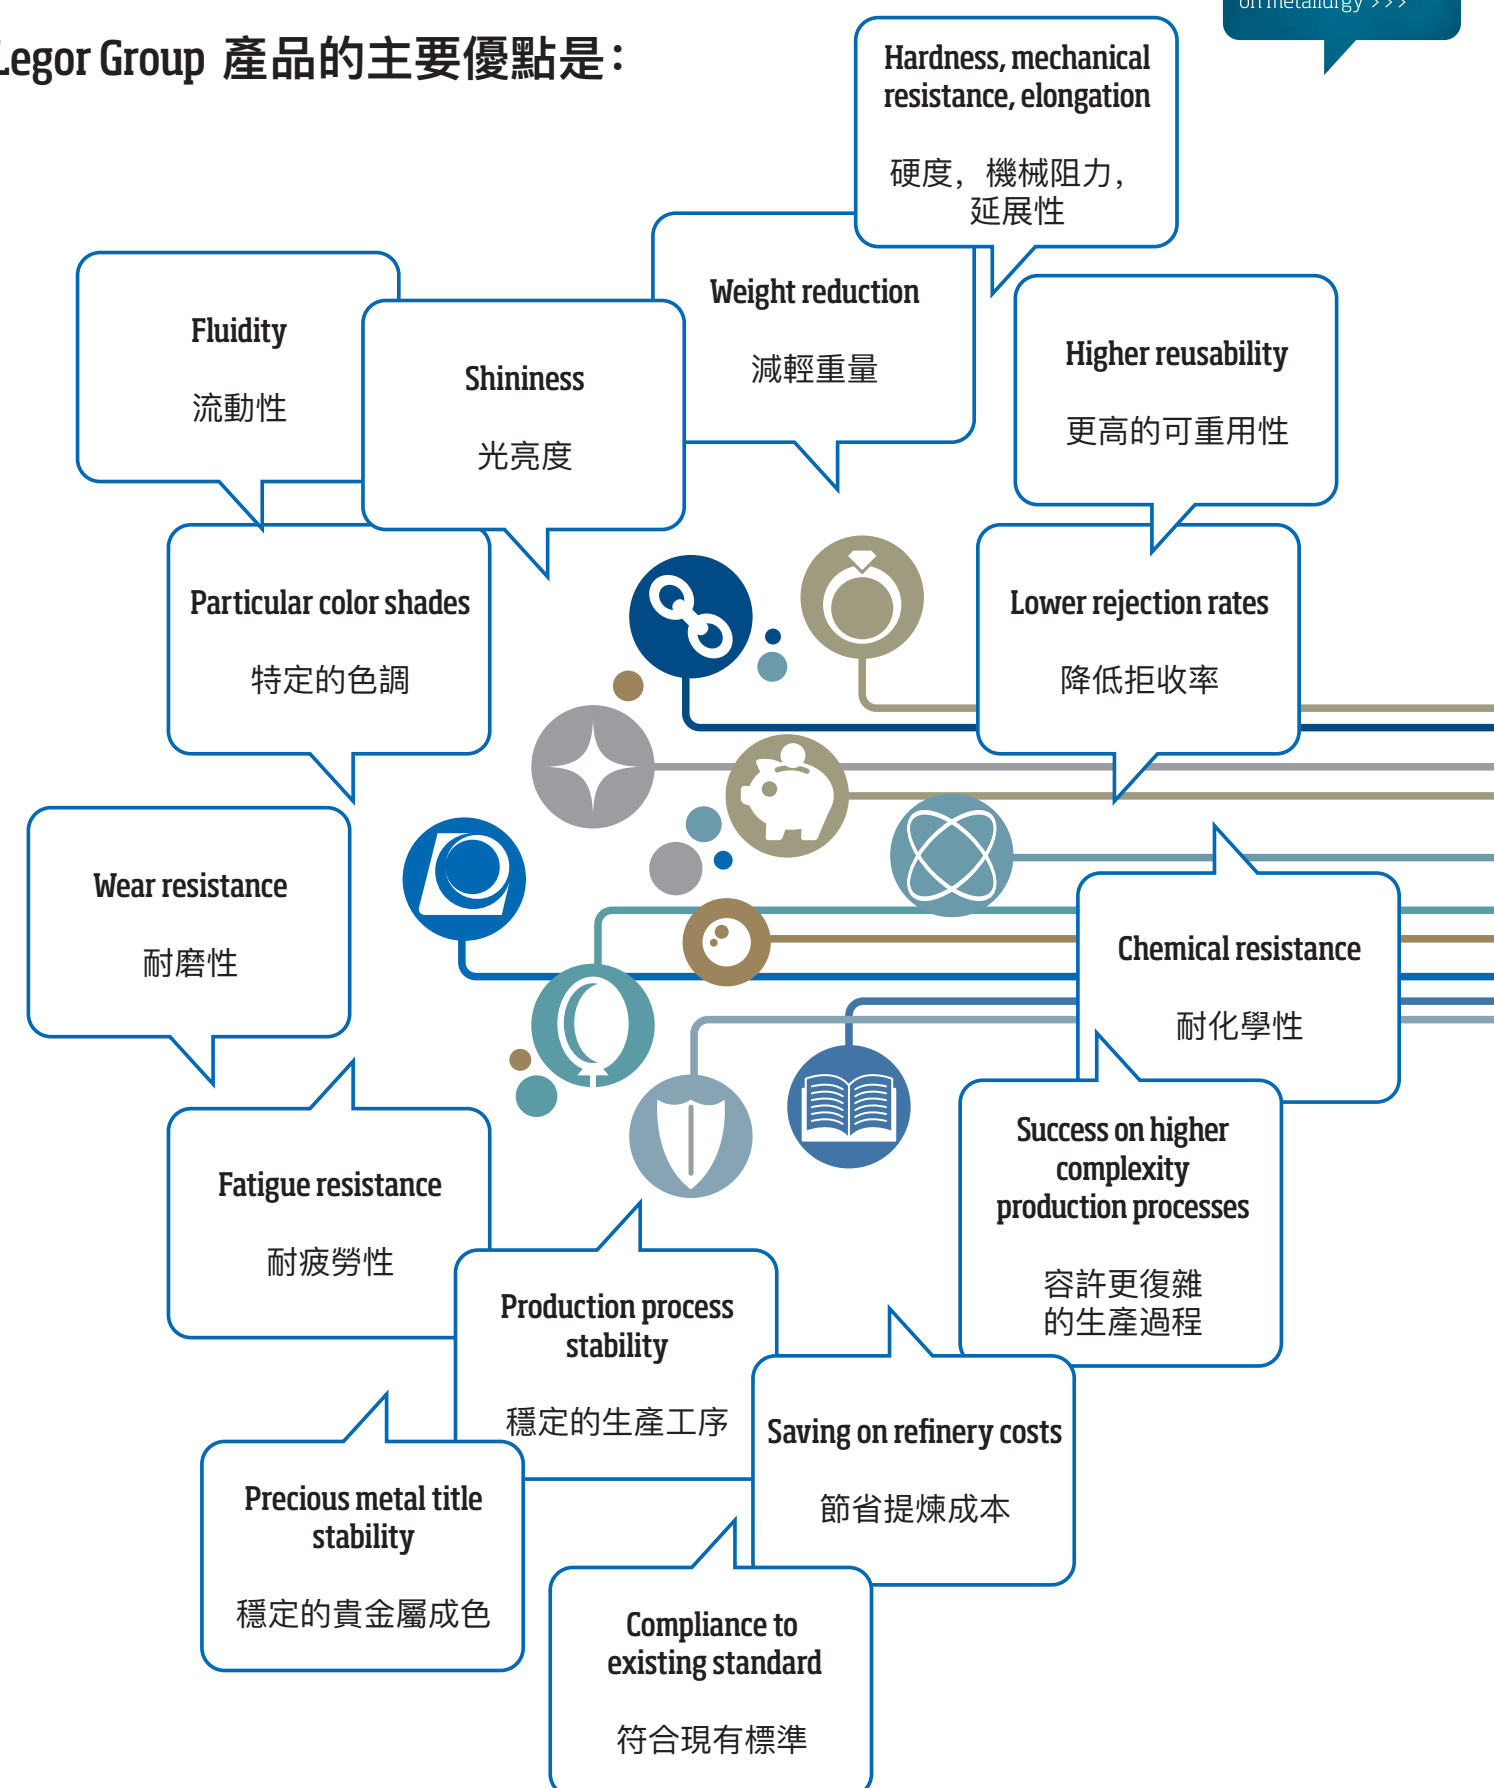 on metallurgy >>>
Legor Group 產品的主要優點是：
Hardness, mechanical
resistance, elongation
硬度，機械阻力，
延展性
Weight reduction
減輕重量
Fluidity
流動性
Shininess
光亮度
Higher reusability
更高的可重用性
Particular color shades
特定的色調
Lower rejection rates
降低拒收率
Wear resistance
耐磨性
Chemical resistance
耐化學性
Fatigue resistance
耐疲勞性
Success on higher
complexity
production processes
容許更復雜
的生產過程
Production process
stability
穩定的生產工序
Saving on refinery costs
節省提煉成本
Precious metal title
stability
穩定的貴金屬成色
Compliance to
existing standard
符合現有標準